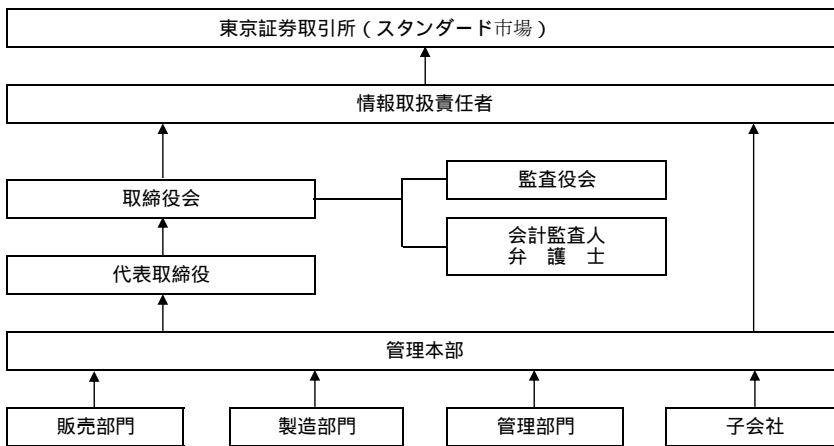 東京証券取引所（スタンダード市場）
情報取扱責任者
取締役会
監査役会
会計監査人
弁　護　士
代表取締役
管理本部
販売部門
製造部門
管理部門
子会社